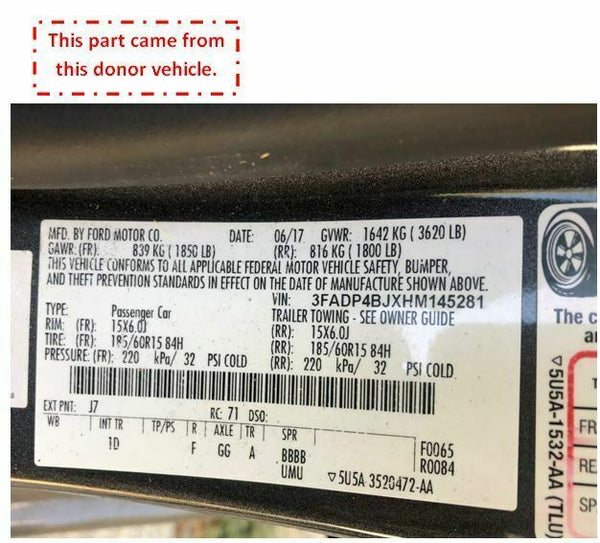 This part came from
this donor vehicle.
MFD. BY FORD MOTOR CO. DATE: 06/17 GVWR: 1642 KG ( 3620 LB)
GAWR: (FR): 839 KG ( 1850 LB) (RR): 816 KG ( 1800 LB)
THIS VEHICLE CONFORMS TO ALL APPLICABLE FEDERAL MOTOR VEHICLE SAFETY, BUMPER,
AND THEFT PREVENTION STANDARDS IN EFFECT ON THE DATE OF MANUFACTURE SHOWN ABOVE.
VIN: 3FADP4BJXHM145281
TYPE: Passenger Car TRAILER TOWING - SEE OWNER GUIDE
RIM: (FR): 15X6.0J (RR): 15X6.0J
TIRE: (FR): 185/60R15 84H (RR): 185/60R15 84H
PRESSURE: (FR): 220 kPa/ 32 PSI COLD (RR): 220 kPa/ 32 PSI COLD
EXT PNT: J7 RC: 71 DSO:
WB INT TR TP/PS R AXLE TR SPR
1D F GG A BBBB F0065
UMU R0084
▽5U5A 3520472-AA
The c
a
▽5U5A-1532-AA (TLU)
T
FR
RE
SP